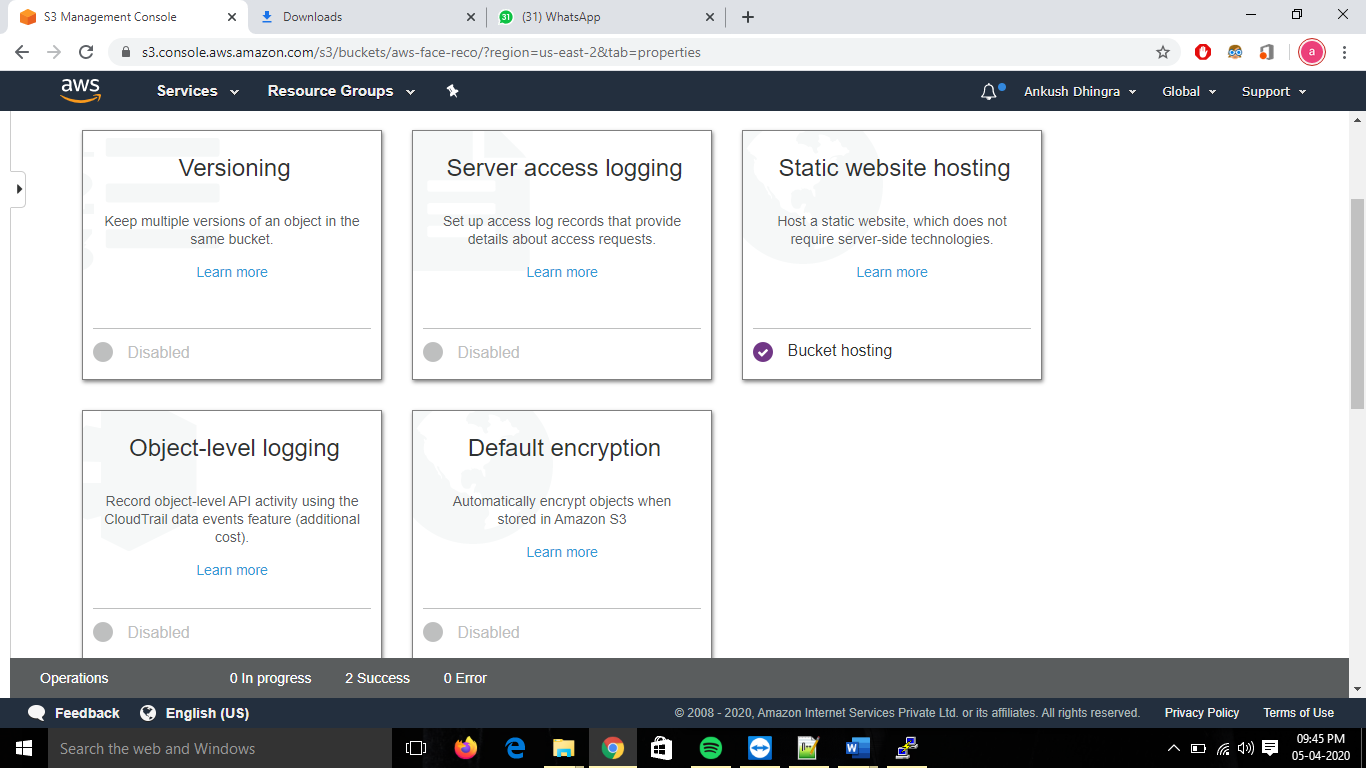 S3 Management Console
Downloads
(31) WhatsApp
s3.console.aws.amazon.com/s3/buckets/aws-face-reco/?region=us-east-2&tab=properties
a
aws
Services
Resource Groups
Ankush Dhingra
Global
Support
Versioning
Keep multiple versions of an object in the
same bucket.
Learn more
Disabled
Server access logging
Set up access log records that provide
details about access requests.
Learn more
Disabled
Static website hosting
Host a static website, which does not
require server-side technologies.
Learn more
Bucket hosting
Object-level logging
Record object-level API activity using the
CloudTrail data events feature (additional
cost).
Learn more
Disabled
Default encryption
Automatically encrypt objects when
stored in Amazon S3
Learn more
Disabled
Operations
0 In progress
2 Success
0 Error
Feedback
English (US)
© 2008 - 2020, Amazon Internet Services Private Ltd. or its affiliates. All rights reserved.
Privacy Policy
Terms of Use
Search the web and Windows
09:45 PM
05-04-2020